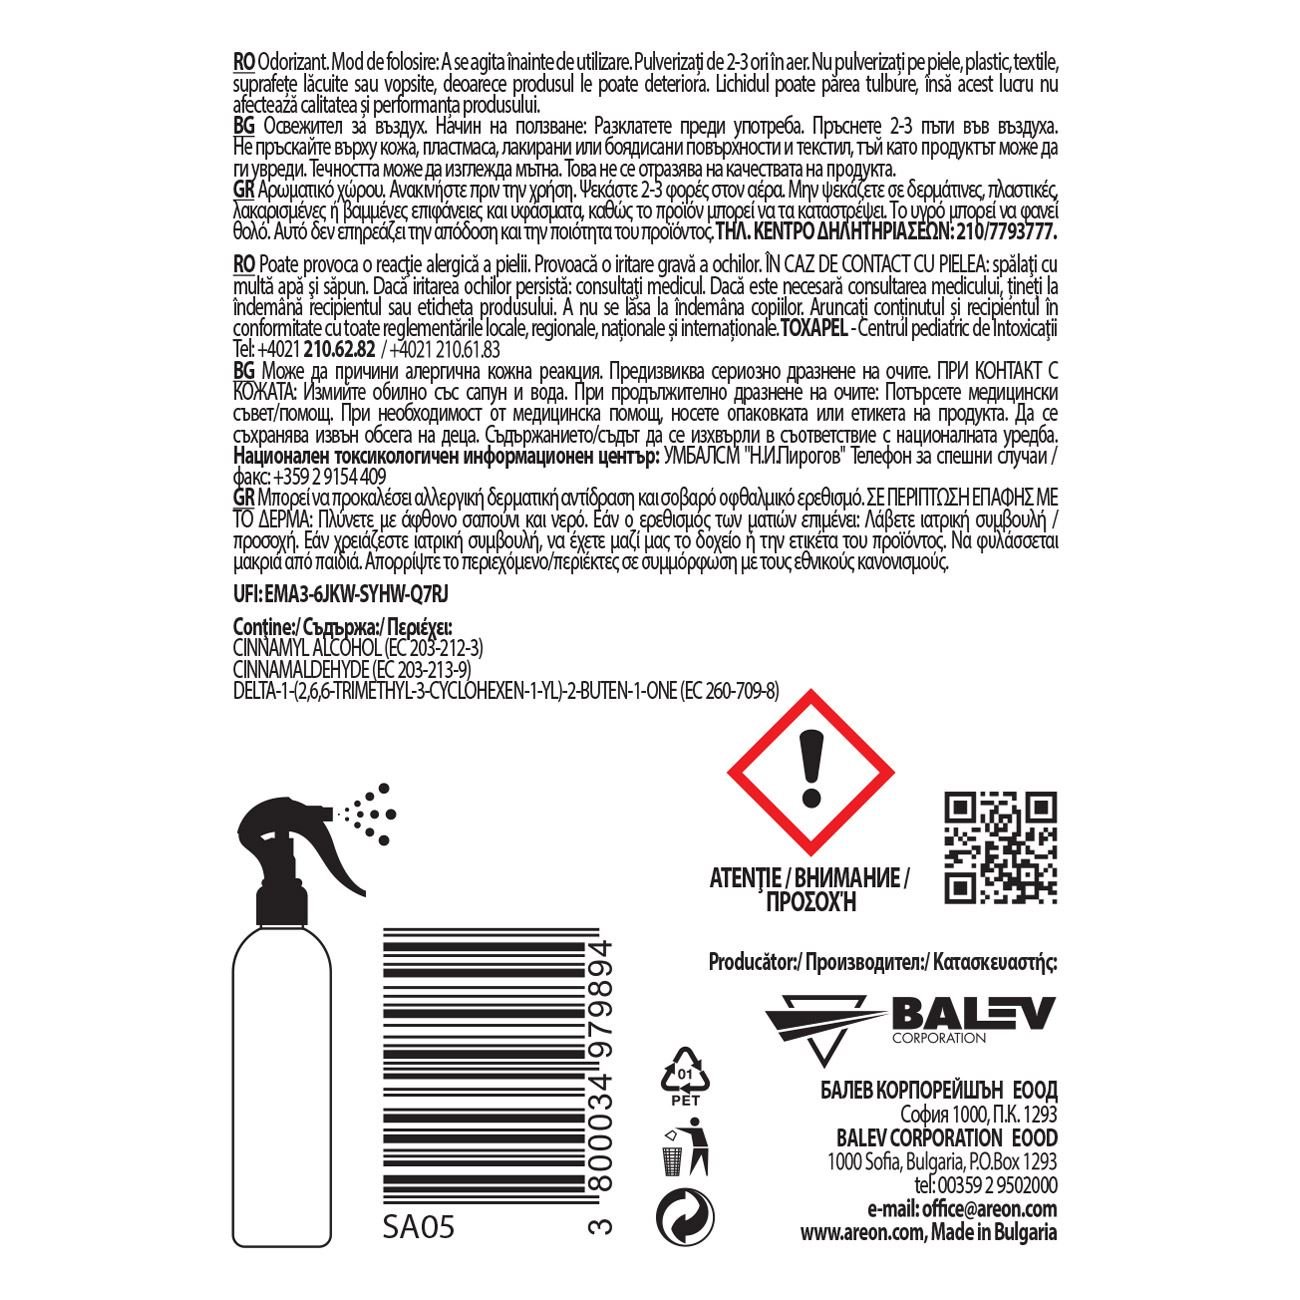 RO Odorizant. Mod de folosire: A se agita înainte de utilizare. Pulverizați de 2-3 ori în aer. Nu pulverizați pe piele, plastic, textile,
suprafețe lăcuite sau vopsite, deoarece produsul le poate deteriora. Lichidul poate părea tulbure, însă acest lucru nu
afectează calitatea și performanța produsului.
BG Освежител за въздух. Начин на ползване: Разклатете преди употреба. Пръснете 2-3 пъти във въздуха.
Не пръскайте върху кожа, пластмаса, лакирани или боядисани повърхности и текстил, тъй като продуктът може да
ги увреди. Течността може да изглежда мътна. Това не се отразява на качествата на продукта.
GR Αρωματικό χώρου. Ανακινήστε πριν την χρήση. Ψεκάστε 2-3 φορές στον αέρα. Μην ψεκάζετε σε δερμάτινες, πλαστικές,
λακαρισμένες ή βαμμένες επιφάνειες και υφάσματα, καθώς το προϊόν μπορεί να τα καταστρέψει. Το υγρό μπορεί να φανεί
θολό. Αυτό δεν επηρεάζει την απόδοση και την ποιότητα του προϊόντος. ΤΗΛ. ΚΕΝΤΡΟ ΔΗΛΗΤΗΡΙΑΣΕΩΝ: 210/7793777.
RO Poate provoca o reacţie alergică a pielii. Provoacă o iritare gravă a ochilor. ÎN CAZ DE CONTACT CU PIELEA: spălaţi cu
multă apă şi săpun. Dacă iritarea ochilor persistă: consultaţi medicul. Dacă este necesară consultarea medicului, țineți la
îndemână recipientul sau eticheta produsului. A nu se lăsa la îndemâna copiilor. Aruncați conținutul și recipientul în
conformitate cu toate reglementările locale, regionale, naționale și internaționale. TOXAPEL - Centrul pediatric de Intoxicaţii
Tel: +4021 210.62.82 / +4021 210.61.83
BG Може да причини алергична кожна реакция. Предизвиква сериозно дразнене на очите. ПРИ КОНТАКТ С
КОЖАТА: Измийте обилно със сапун и вода. При продължително дразнене на очите: Потърсете медицински
съвет/помощ. При необходимост от медицинска помощ, носете опаковката или етикета на продукта. Да се
съхранява извън обсега на деца. Съдържанието/съдът да се изхвърли в съответствие с националната уредба.
Национален токсикологичен информационен център: УМБАЛСМ "Н.И.Пирогов" Телефон за спешни случаи /
факс: +359 2 9154 409
GR Μπορεί να προκαλέσει αλλεργική δερματική αντίδραση και σοβαρό οφθαλμικό ερεθισμό. ΣΕ ΠΕΡΙΠΤΩΣΗ ΕΠΑΦΗΣ ΜΕ
ΤΟ ΔΕΡΜΑ: Πλύνετε με άφθονο σαπούνι και νερό. Εάν ο ερεθισμός των ματιών επιμένει: Λάβετε ιατρική συμβουλή /
προσοχή. Εάν χρειάζεστε ιατρική συμβουλή, να έχετε μαζί μας το δοχείο ή την ετικέτα του προϊόντος. Να φυλάσσεται
μακριά από παιδιά. Απορρίψτε το περιεχόμενο/περιέκτες σε συμμόρφωση με τους εθνικούς κανονισμούς.
UFI: EMA3-6JKW-SYHW-Q7RJ
Conţine:/ Съдържа:/ Περιέχει:
CINNAMYL ALCOHOL (EC 203-212-3)
CINNAMALDEHYDE (EC 203-213-9)
DELTA-1-(2,6,6-TRIMETHYL-3-CYCLOHEXEN-1-YL)-2-BUTEN-1-ONE (EC 260-709-8)
ATENŢIE / ВНИМАНИЕ /
ΠΡΟΣΟΧΉ
Producător:/ Производител:/ Κατασκευαστής:
BALEV
CORPORATION
БАЛЕВ КОРПОРЕЙШЪН ЕООД
София 1000, П.К. 1293
BALEV CORPORATION EOOD
1000 Sofia, Bulgaria, P.O.Box 1293
tel: 00359 2 9502000
e-mail: office@areon.com
www.areon.com, Made in Bulgaria
01
PET
3 800034 979894
SA05